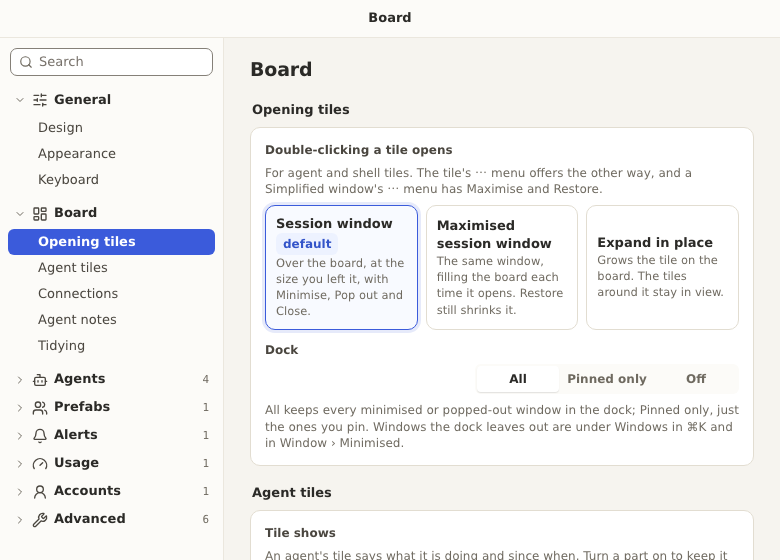 Board
Search
General
Design
Appearance
Keyboard
Board
Opening tiles
Agent tiles
Connections
Agent notes
Tidying
Agents 4
Prefabs 1
Alerts 1
Usage 1
Accounts 1
Advanced 6
Board
Opening tiles
Double-clicking a tile opens
For agent and shell tiles. The tile's ··· menu offers the other way, and a
Simplified window's ··· menu has Maximise and Restore.
Session window
default
Over the board, at the
size you left it, with
Minimise, Pop out and
Close.
Maximised
session window
The same window,
filling the board each
time it opens. Restore
still shrinks it.
Expand in place
Grows the tile on the
board. The tiles
around it stay in view.
Dock
All Pinned only Off
All keeps every minimised or popped-out window in the dock; Pinned only, just
the ones you pin. Windows the dock leaves out are under Windows in ⌘K and
in Window › Minimised.
Agent tiles
Tile shows
An agent's tile says what it is doing and since when. Turn a part on to keep it